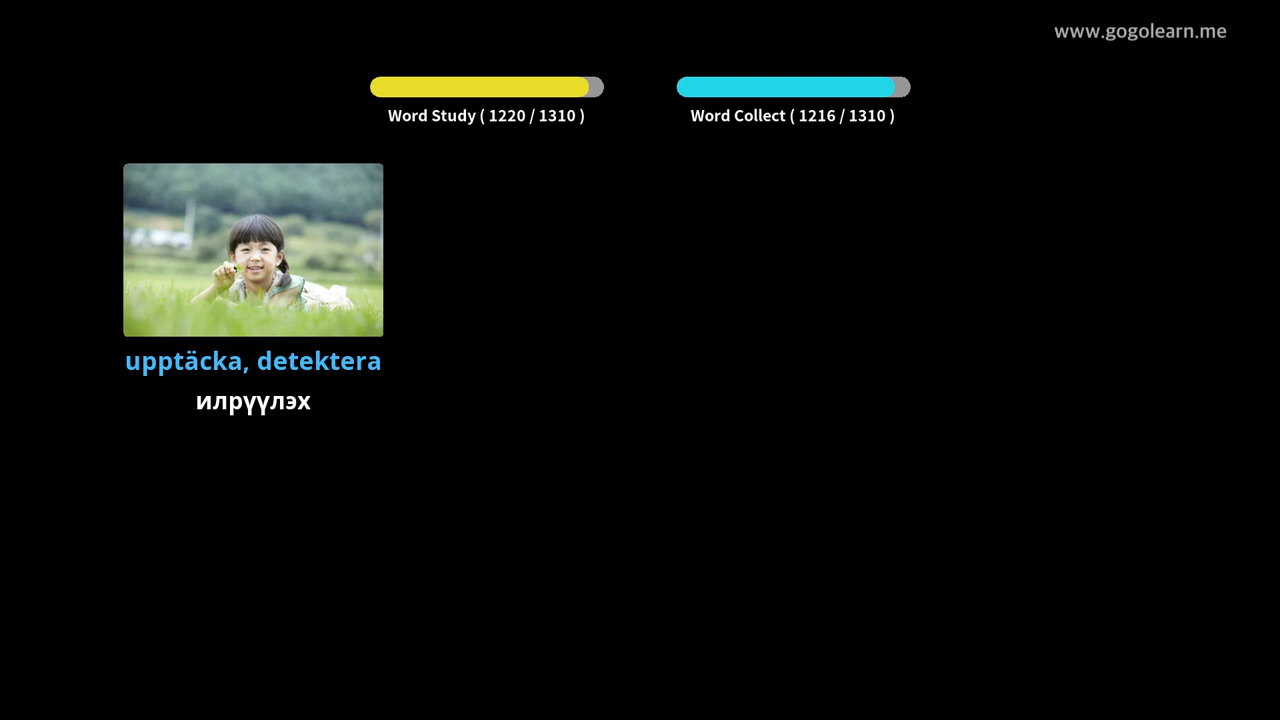 www.gogolearn.me
Word Study ( 1220 / 1310 )
Word Collect ( 1216 / 1310 )
upptäcka, detektera
илрүүлэх